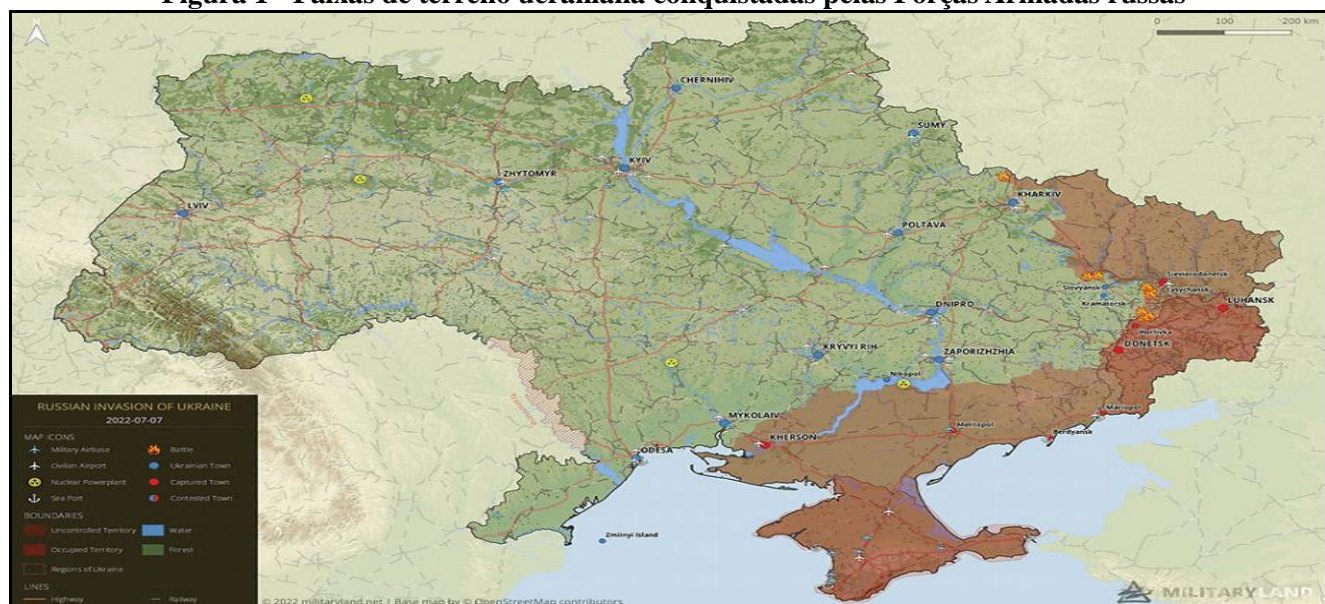 Figura 1 - Faixas de terreno ucraniana conquistadas pelas Forças Armadas russas
0 100 200 km
CHERNIHIV
SUMY
KYIV
ZHYTOMYR
KHARKIV
LVIV
POLTAVA
Sievierodonetsk
Slovyansk
Lysychansk
Kramatorsk
LUHANSK
DNIPRO
Horlivka
DONETSK
KRYVYI RIH
ZAPORIZHZHIA
Nikopol
Mariupol
MYKOLAIV
Melitopol
KHERSON
Berdyansk
ODESA
Zmiinyi Island
RUSSIAN INVASION OF UKRAINE
2022-07-07
MAP ICONS
Military Airbase
Battle
Civilian Airport
Ukrainian Town
Nuclear Powerplant
Captured Town
Sea Port
Contested Town
BOUNDARIES
Uncontrolled Territory
Water
Occupied Territory
Forest
Regions of Ukraine
LINES
Highway
Railway
© 2022 militaryland.net | Base map by © OpenStreetMap contributors
MILITARYLAND